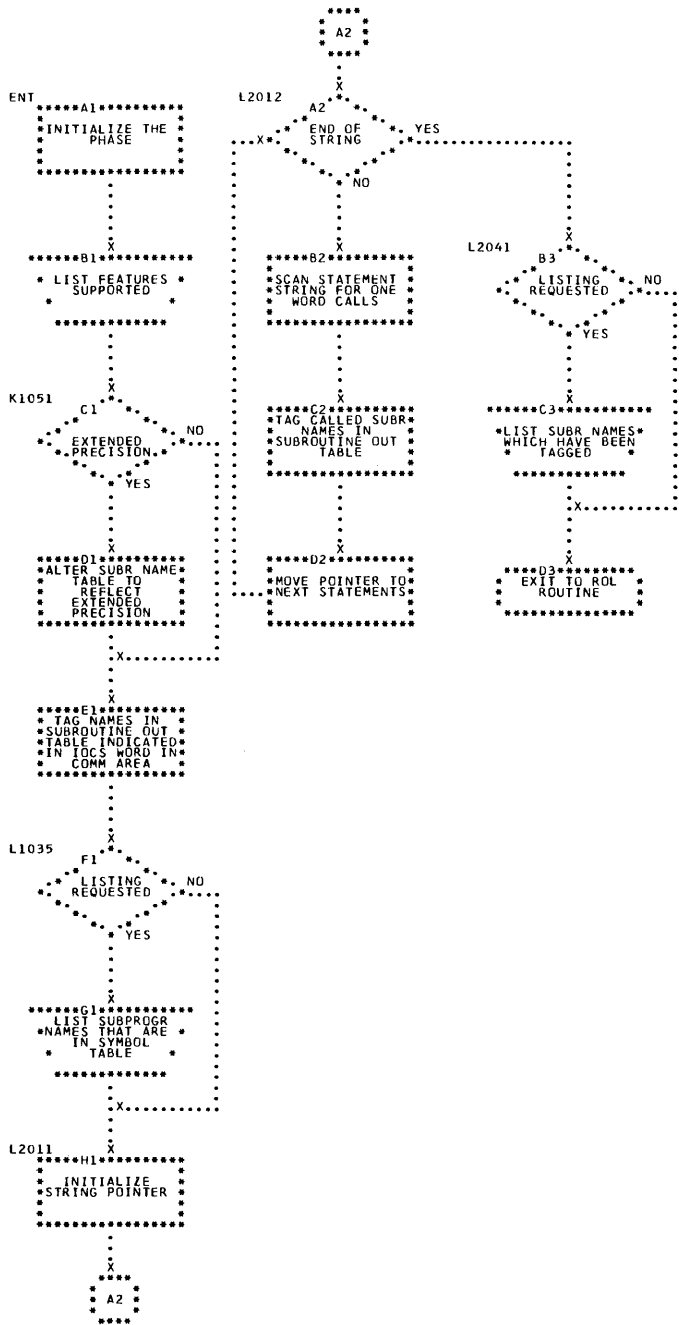 A2
ENT
A1
INITIALIZE THE
PHASE
B1
LIST FEATURES
SUPPORTED
K1051
C1
EXTENDED
PRECISION
NO
YES
D1
ALTER SUBR NAME
TABLE TO
REFLECT
EXTENDED
PRECISION
E1
TAG NAMES IN
SUBROUTINE OUT
TABLE INDICATED
IN IOCS WORD IN
COMM AREA
L1035
F1
LISTING
REQUESTED
NO
YES
G1
LIST SUBPROGR
NAMES THAT ARE
IN SYMBOL
TABLE
L2011
H1
INITIALIZE
STRING POINTER
A2
L2012
A2
END OF
STRING
YES
NO
B2
SCAN STATEMENT
STRING FOR ONE
WORD CALLS
C2
TAG CALLED SUBR
NAMES IN
SUBROUTINE OUT
TABLE
D2
MOVE POINTER TO
NEXT STATEMENTS
L2041
B3
LISTING
REQUESTED
NO
YES
C3
LIST SUBR NAMES
WHICH HAVE BEEN
TAGGED
D3
EXIT TO ROL
ROUTINE